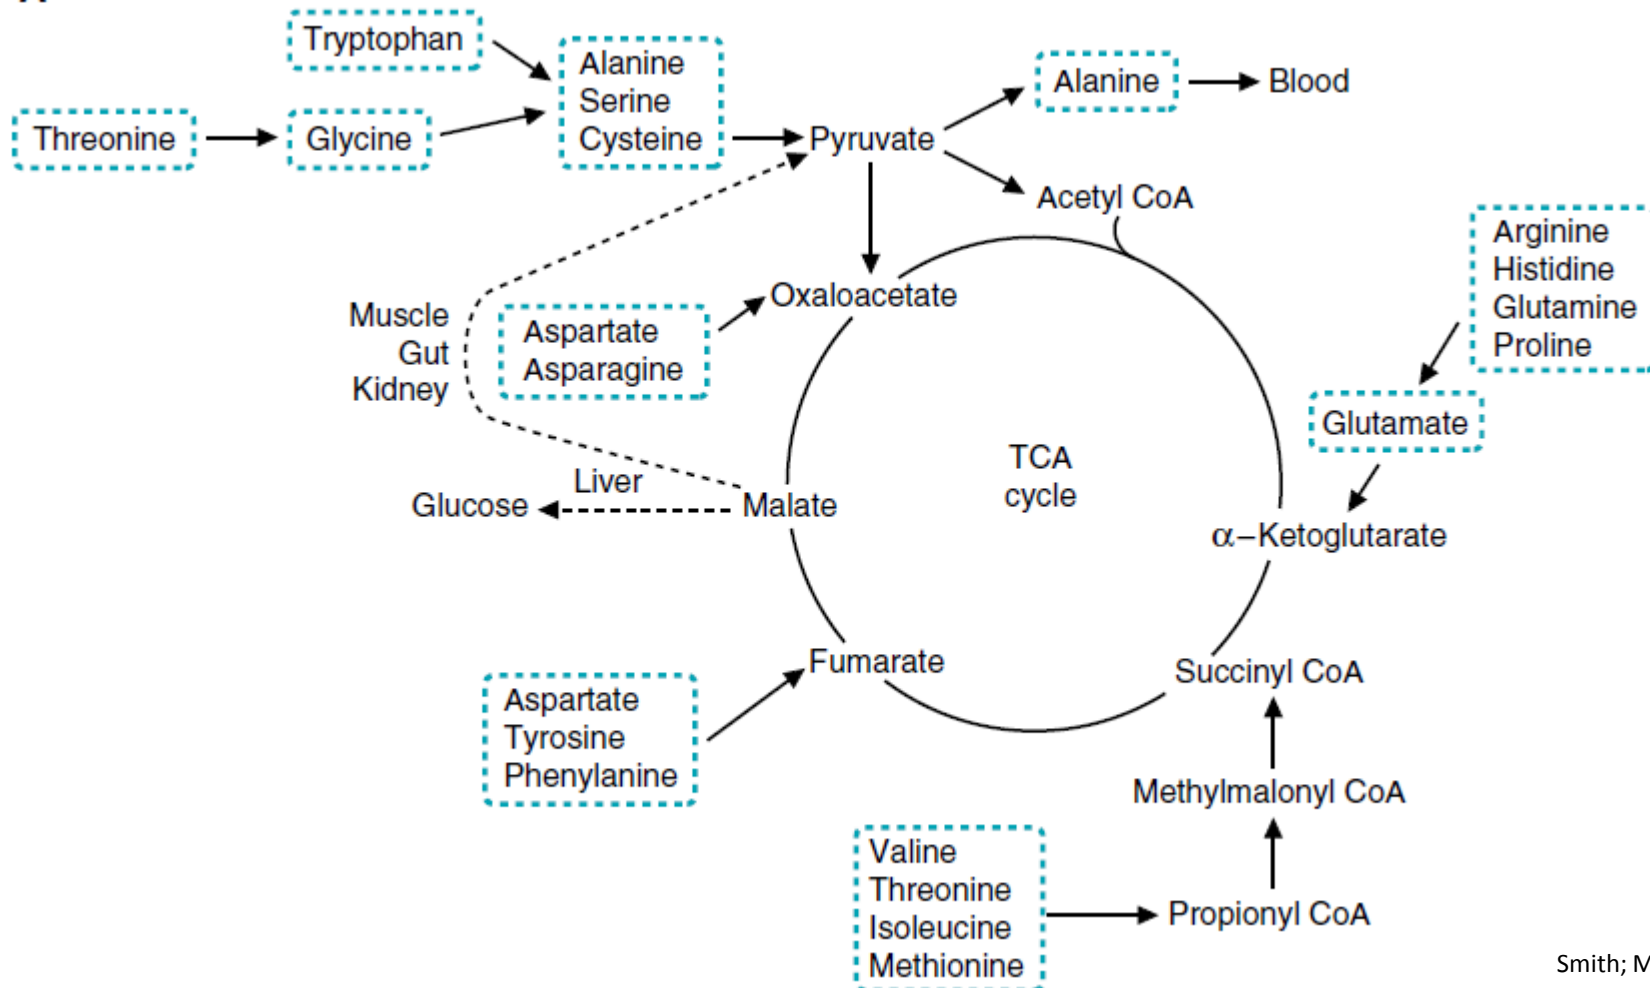 Tryptophan
Threonine
Glycine
Alanine
Serine
Cysteine
Pyruvate
Alanine
Blood
Acetyl CoA
Arginine
Histidine
Glutamine
Proline
Glutamate
α–Ketoglutarate
Oxaloacetate
Aspartate
Asparagine
Muscle
Gut
Kidney
TCA
cycle
Liver
Glucose
Malate
Fumarate
Aspartate
Tyrosine
Phenylanine
Succinyl CoA
Methylmalonyl CoA
Propionyl CoA
Valine
Threonine
Isoleucine
Methionine
Smith; M